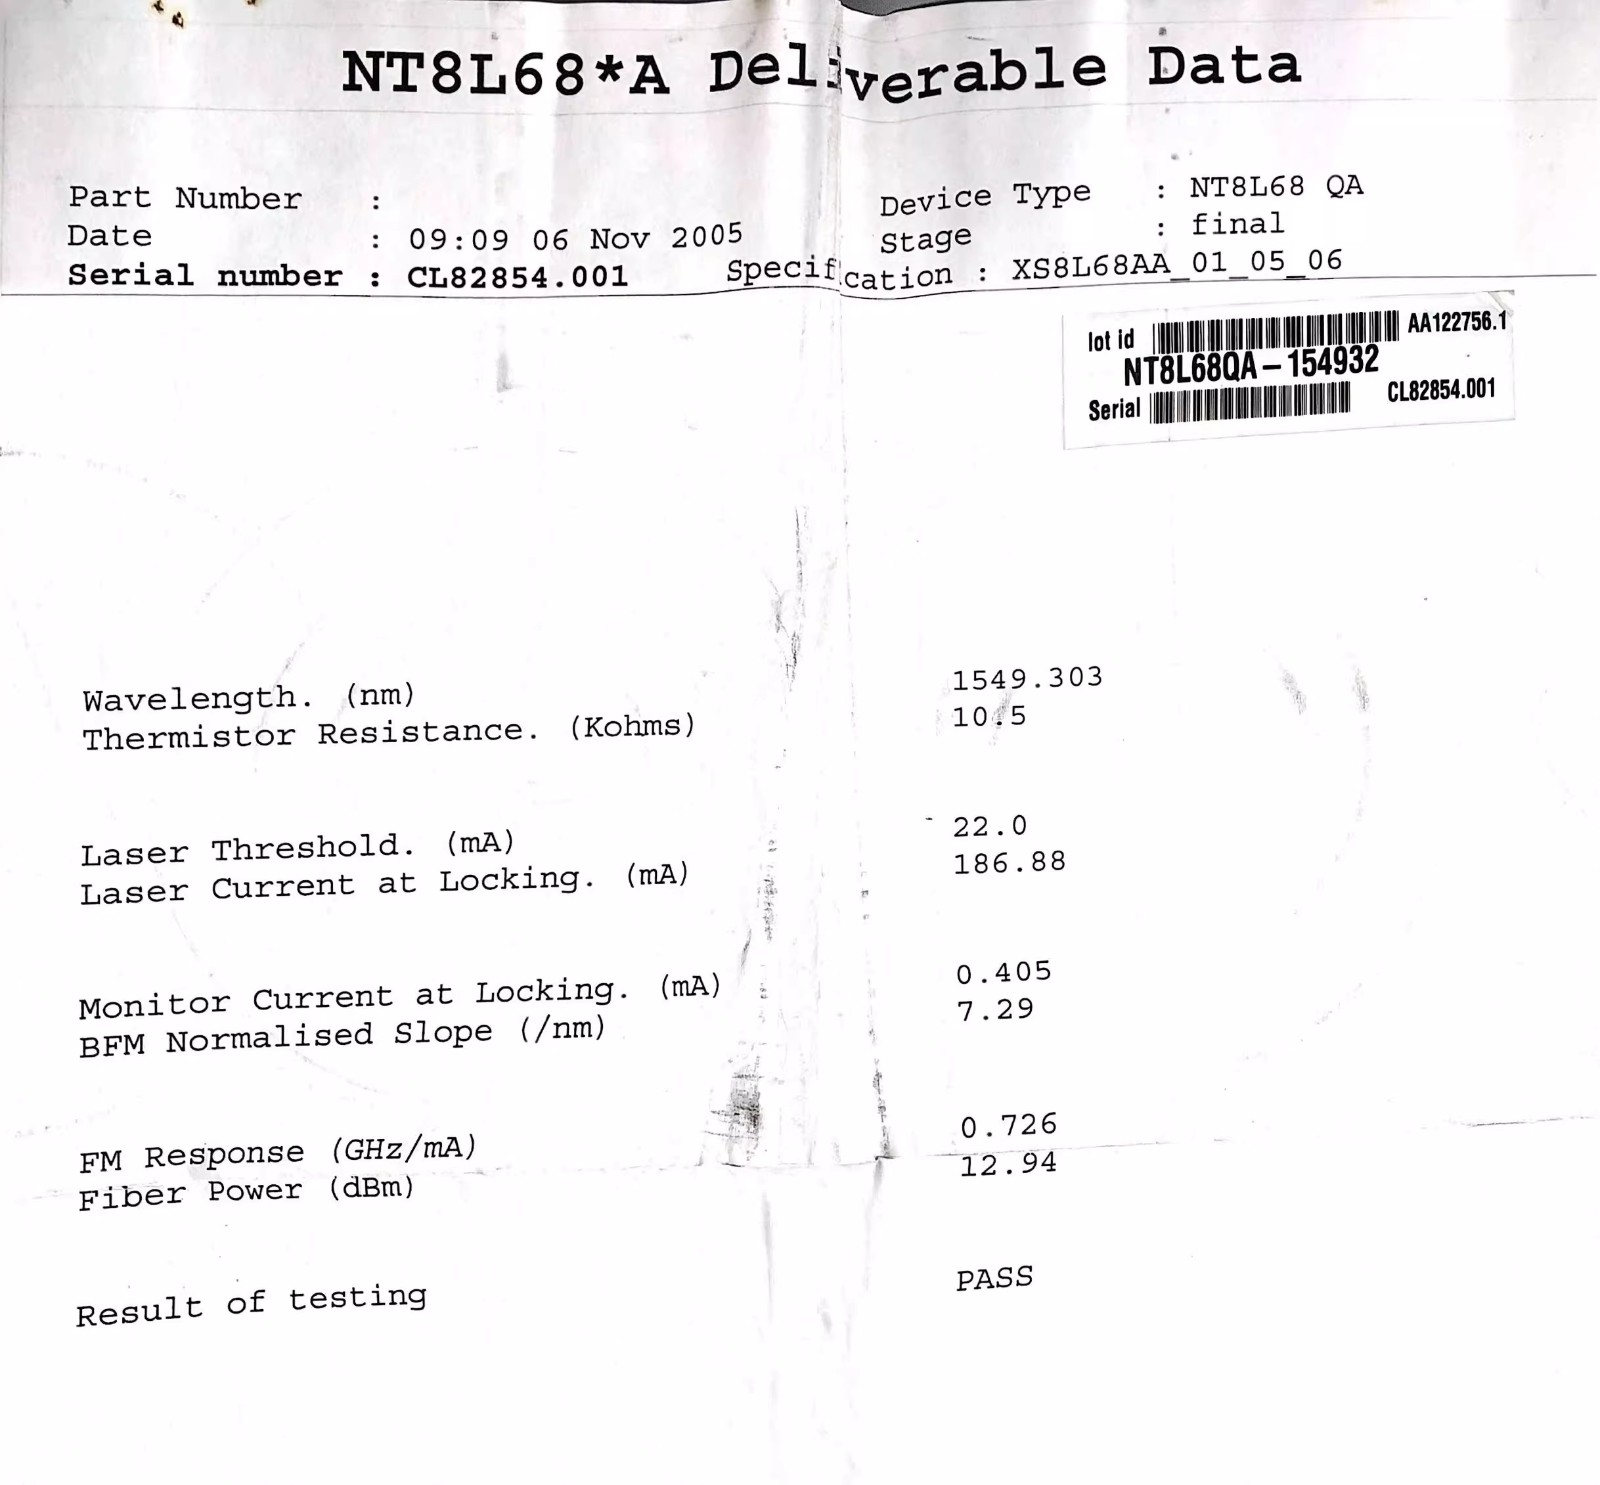 NT8L68*A Deliverable Data
Part Number :
Device Type : NT8L68 QA
Date : 09:09 06 Nov 2005
Stage : final
Serial number : CL82854.001
Specification : XS8L68AA_01_05_06
lot id AA122756.1
NT8L68QA – 154932
Serial CL82854.001
Wavelength. (nm) 1549.303
Thermistor Resistance. (Kohms) 10.5
Laser Threshold. (mA) 22.0
Laser Current at Locking. (mA) 186.88
Monitor Current at Locking. (mA) 0.405
BFM Normalised Slope (/nm) 7.29
FM Response (GHz/mA) 0.726
Fiber Power (dBm) 12.94
Result of testing PASS